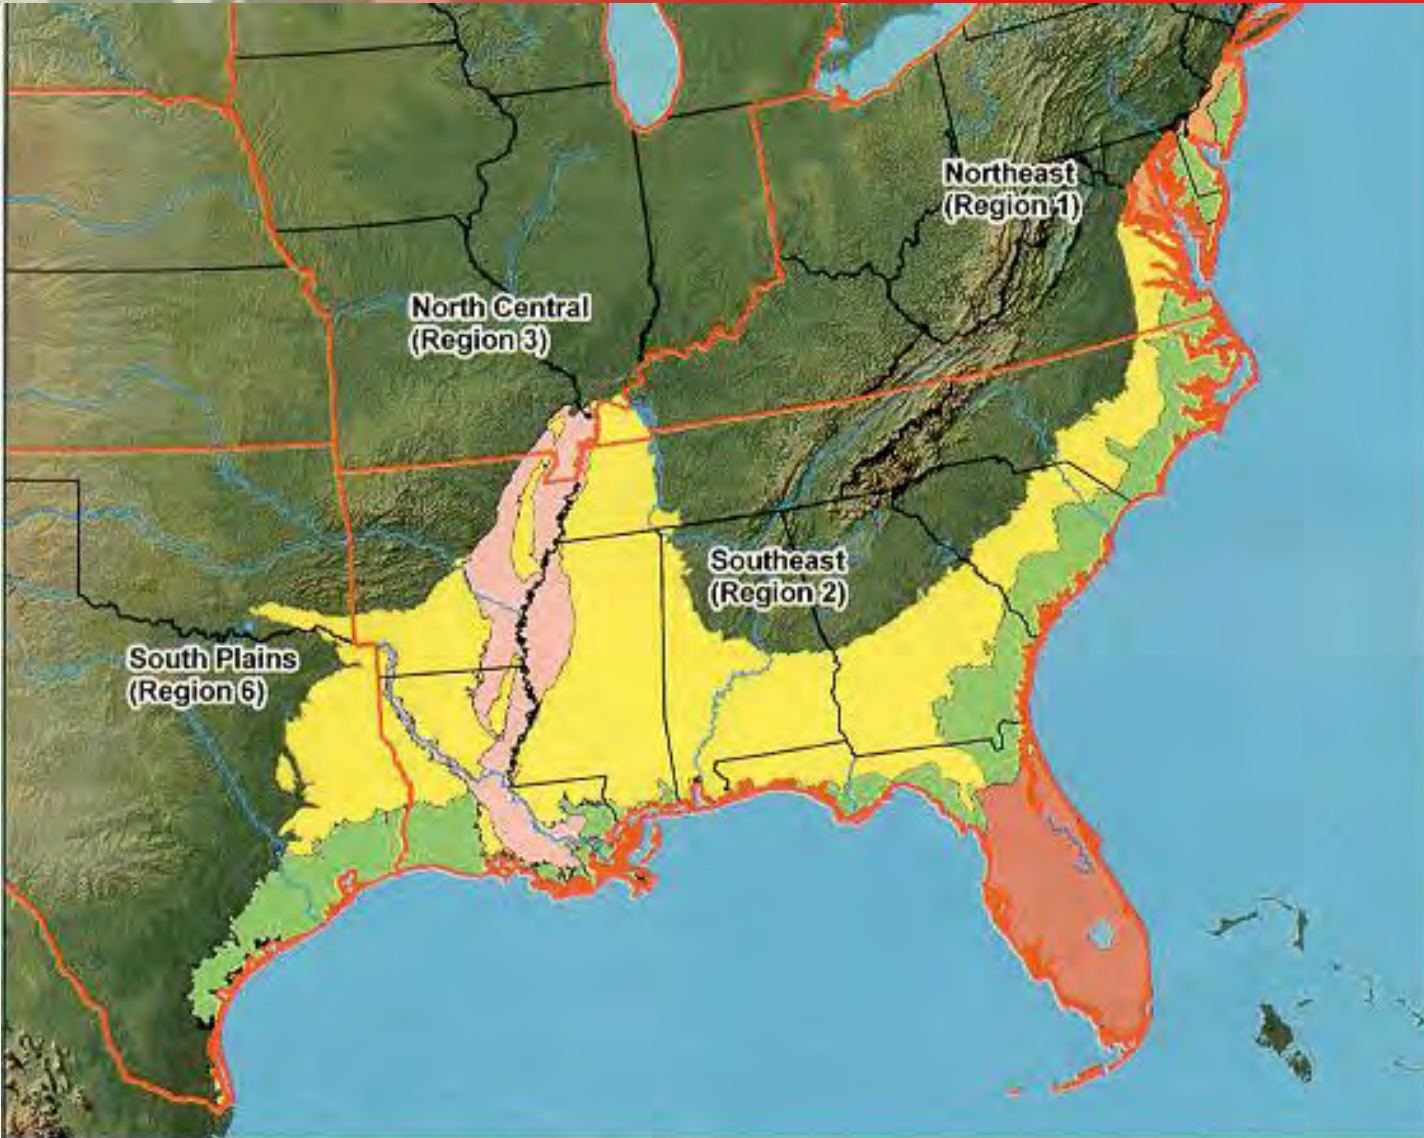 Northeast
(Region 1)
North Central
(Region 3)
Southeast
(Region 2)
South Plains
(Region 6)